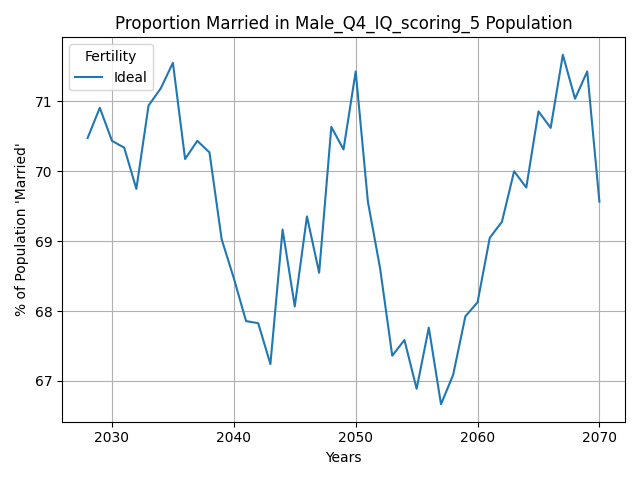 Proportion Married in Male_Q4_IQ_scoring_5 Population
Fertility
Ideal
% of Population 'Married'
71
70
69
68
67
2030 2040 2050 2060 2070
Years